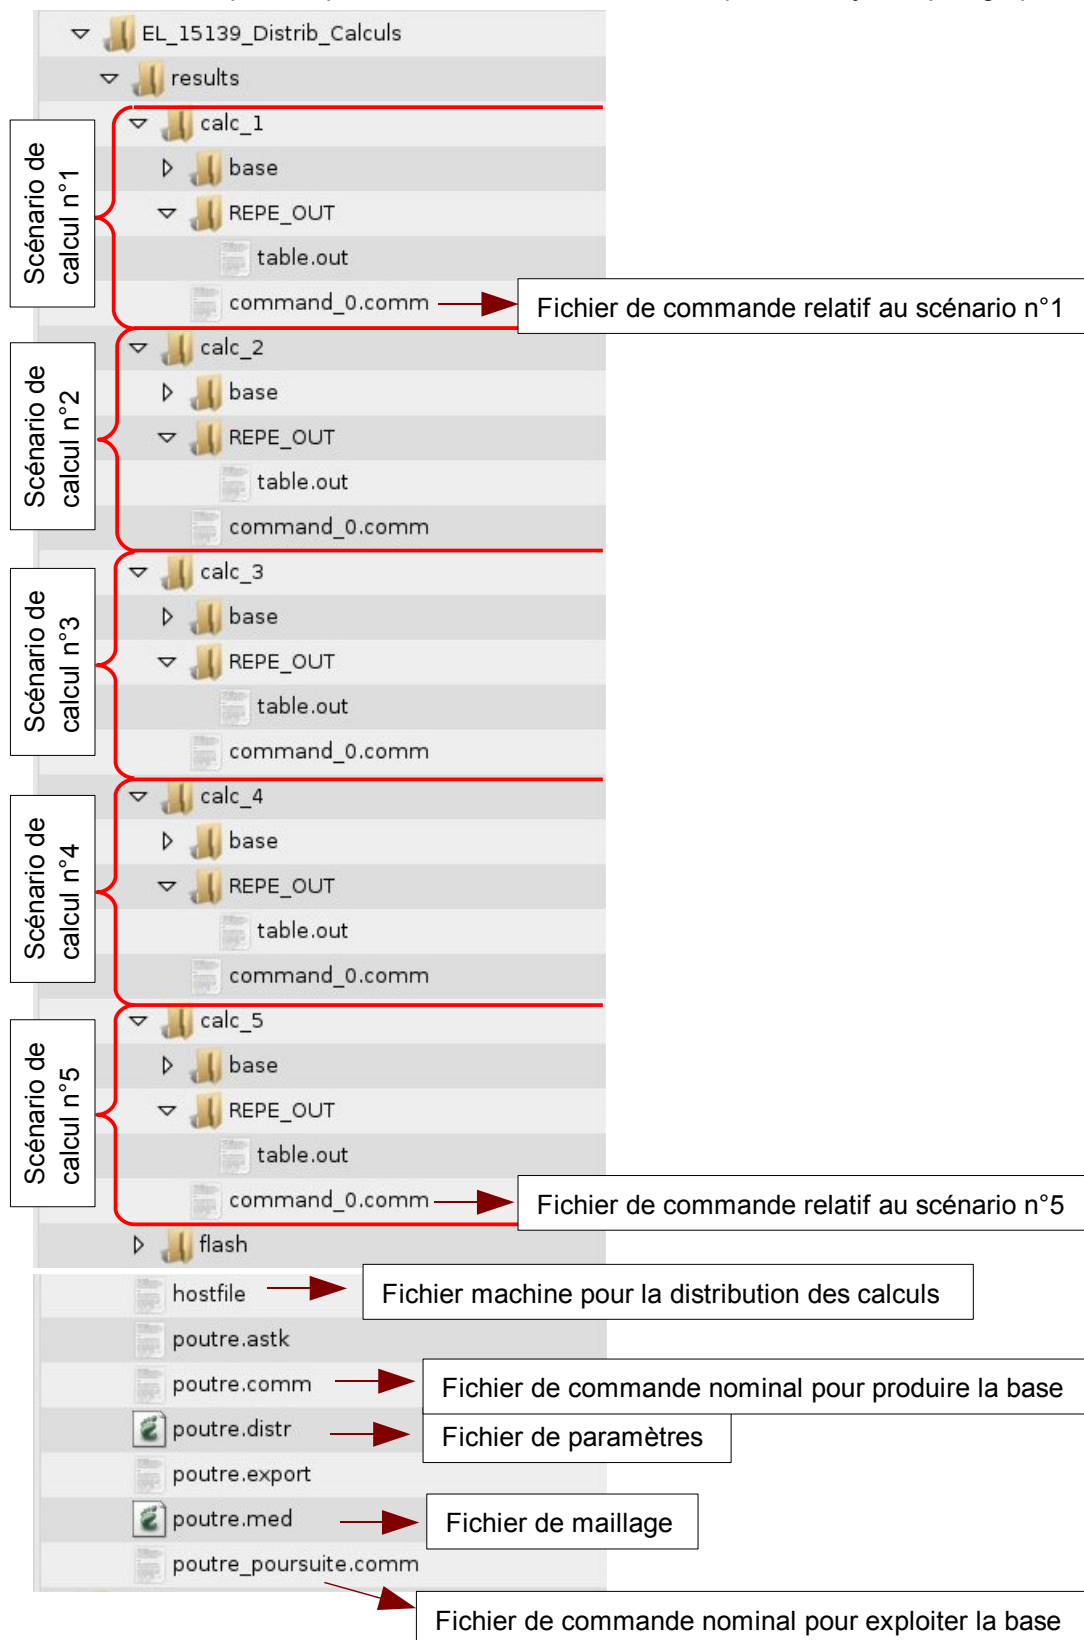 EL_15139_Distrib_Calculs
results
Scénario de
calcul n°1
calc_1
base
REPE_OUT
table.out
command_0.comm
Fichier de commande relatif au scénario n°1
Scénario de
calcul n°2
calc_2
base
REPE_OUT
table.out
command_0.comm
Scénario de
calcul n°3
calc_3
base
REPE_OUT
table.out
command_0.comm
Scénario de
calcul n°4
calc_4
base
REPE_OUT
table.out
command_0.comm
Scénario de
calcul n°5
calc_5
base
REPE_OUT
table.out
command_0.comm
Fichier de commande relatif au scénario n°5
flash
hostfile
Fichier machine pour la distribution des calculs
poutre.astk
poutre.comm
Fichier de commande nominal pour produire la base
poutre.distr
Fichier de paramètres
poutre.export
poutre.med
Fichier de maillage
poutre_poursuite.comm
Fichier de commande nominal pour exploiter la base